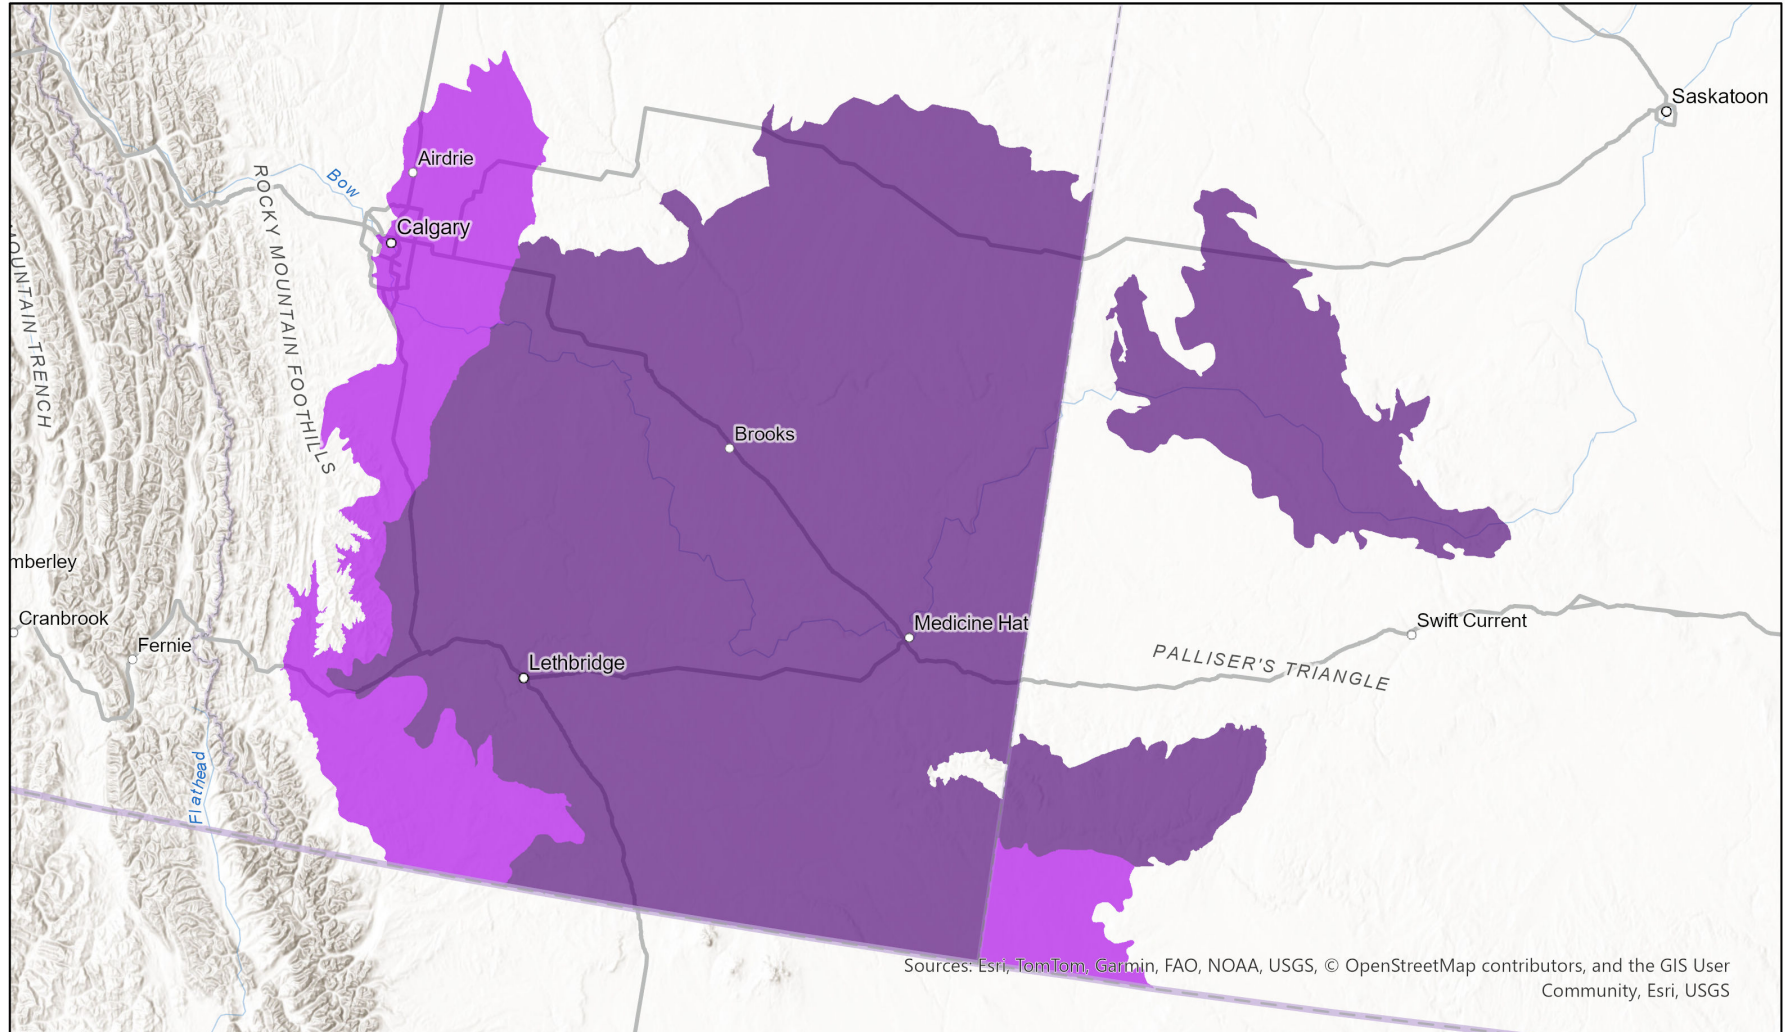 Saskatoon
Airdrie
Bow
ROCKY MOUNTAIN FOOTHILLS
Calgary
MOUNTAIN TRENCH
Brooks
mberley
Cranbrook
Fernie
Medicine Hat
Swift Current
PALLISER'S TRIANGLE
Lethbridge
Flathead
Sources: Esri, TomTom, Garmin, FAO, NOAA, USGS, © OpenStreetMap contributors, and the GIS User
Community, Esri, USGS